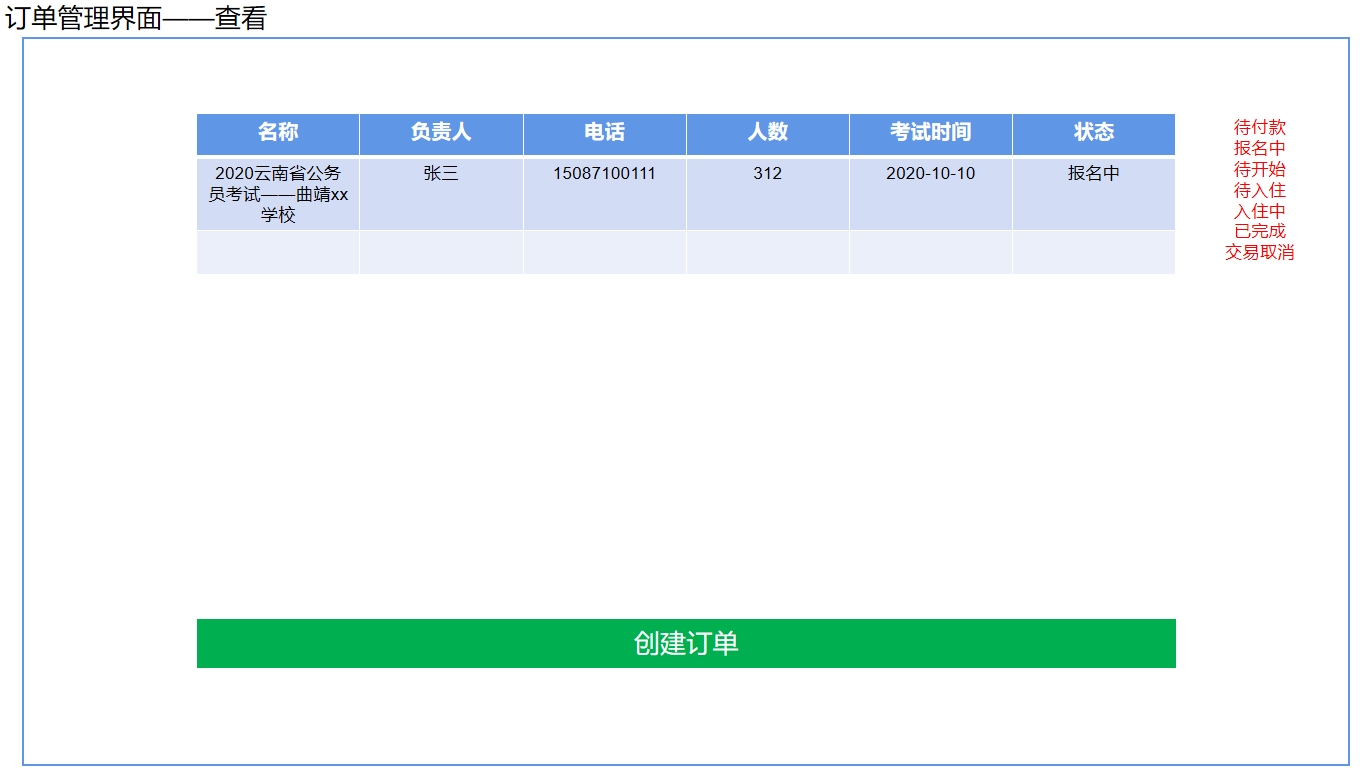 订单管理界面——查看
名称 负责人 电话 人数 考试时间 状态
2020云南省公务 张三 15087100111 312 2020-10-10 报名中
员考试——曲靖xx
学校
待付款
报名中
待开始
待入住
入住中
已完成
交易取消
创建订单